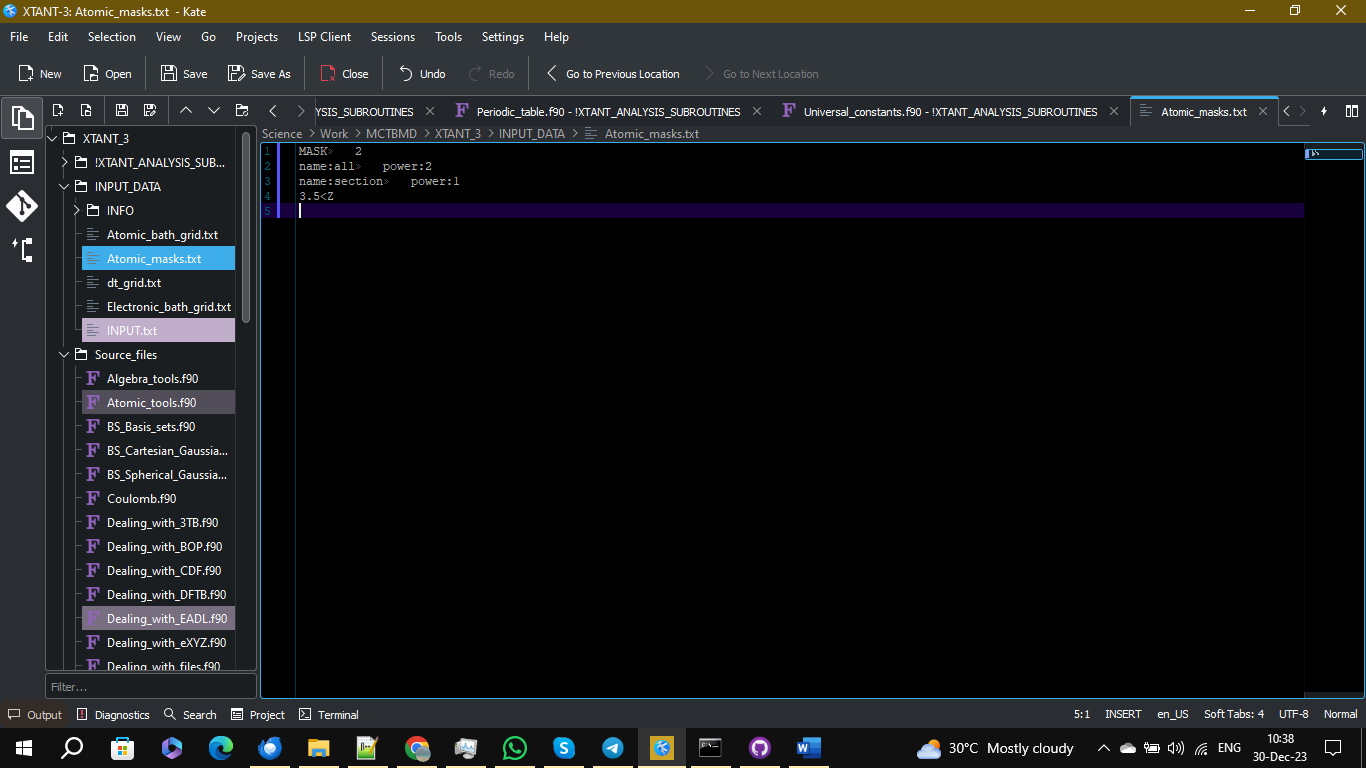 XTANT-3: Atomic_masks.txt - Kate
File Edit Selection View Go Projects LSP Client Sessions Tools Settings Help
New Open Save Save As Close Undo Redo Go to Previous Location Go to Next Location
YSIS_SUBROUTINES Periodic_table.f90 - !XTANT_ANALYSIS_SUBROUTINES Universal_constants.f90 - !XTANT_ANALYSIS_SUBROUTINES Atomic_masks.txt
Science > Work > MCTBMD > XTANT_3 > INPUT_DATA > Atomic_masks.txt
XTANT_3
!XTANT_ANALYSIS_SUB...
INPUT_DATA
INFO
Atomic_bath_grid.txt
Atomic_masks.txt
dt_grid.txt
Electronic_bath_grid.txt
INPUT.txt
Source_files
Algebra_tools.f90
Atomic_tools.f90
BS_Basis_sets.f90
BS_Cartesian_Gaussia...
BS_Spherical_Gaussia...
Coulomb.f90
Dealing_with_3TB.f90
Dealing_with_BOP.f90
Dealing_with_CDF.f90
Dealing_with_DFTB.f90
Dealing_with_EADL.f90
Dealing_with_eXYZ.f90
Dealing_with_files.f90
Filter...
1 MASK» 2
2 name:all» power:2
3 name:section» power:1
4 3.5<Z
5
Output Diagnostics Search Project Terminal 5:1 INSERT en_US Soft Tabs: 4 UTF-8 Normal
30°C Mostly cloudy ENG 10:38
30-Dec-23